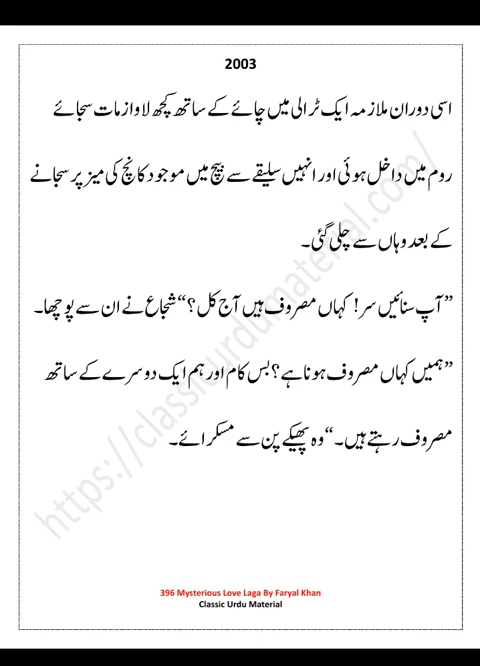 2003
اسی دوران ملازمہ ایک ٹرالی میں چائے کے ساتھ کچھ لاوازمات سجائے
روم میں داخل ہوئی اور انہیں سلیقے سے بیچ میں موجود کانچ کی میز پر سجانے
کے بعد وہاں سے چلی گئی۔
”آپ سنائیں سر! کہاں مصروف ہیں آج کل؟“ شجاع نے ان سے پوچھا۔
”ہمیں کہاں مصروف ہونا ہے؟ بس کام اور ہم ایک دوسرے کے ساتھ
مصروف رہتے ہیں۔“ وہ پھیکے پن سے مسکرائے۔
https://classicurdumaterial.com/
396 Mysterious Love Laga By Faryal Khan
Classic Urdu Material